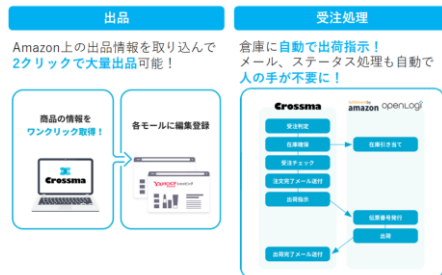 出品
Amazon上の出品情報を取り込んで
2クリックで大量出品可能！
商品の情報を
ワンクリック取得！
Crossma
各モールに編集登録
YAHOO!
受注処理
倉庫に自動で出荷指示！
メール、ステータス処理も自動で
人の手が不要に！
Crossma
amazon openLogi
受注判定
在庫確保
在庫引き当て
受注チェック
注文完了メール送付
出荷指示
伝票番号発行
出荷
出荷完了メール送付